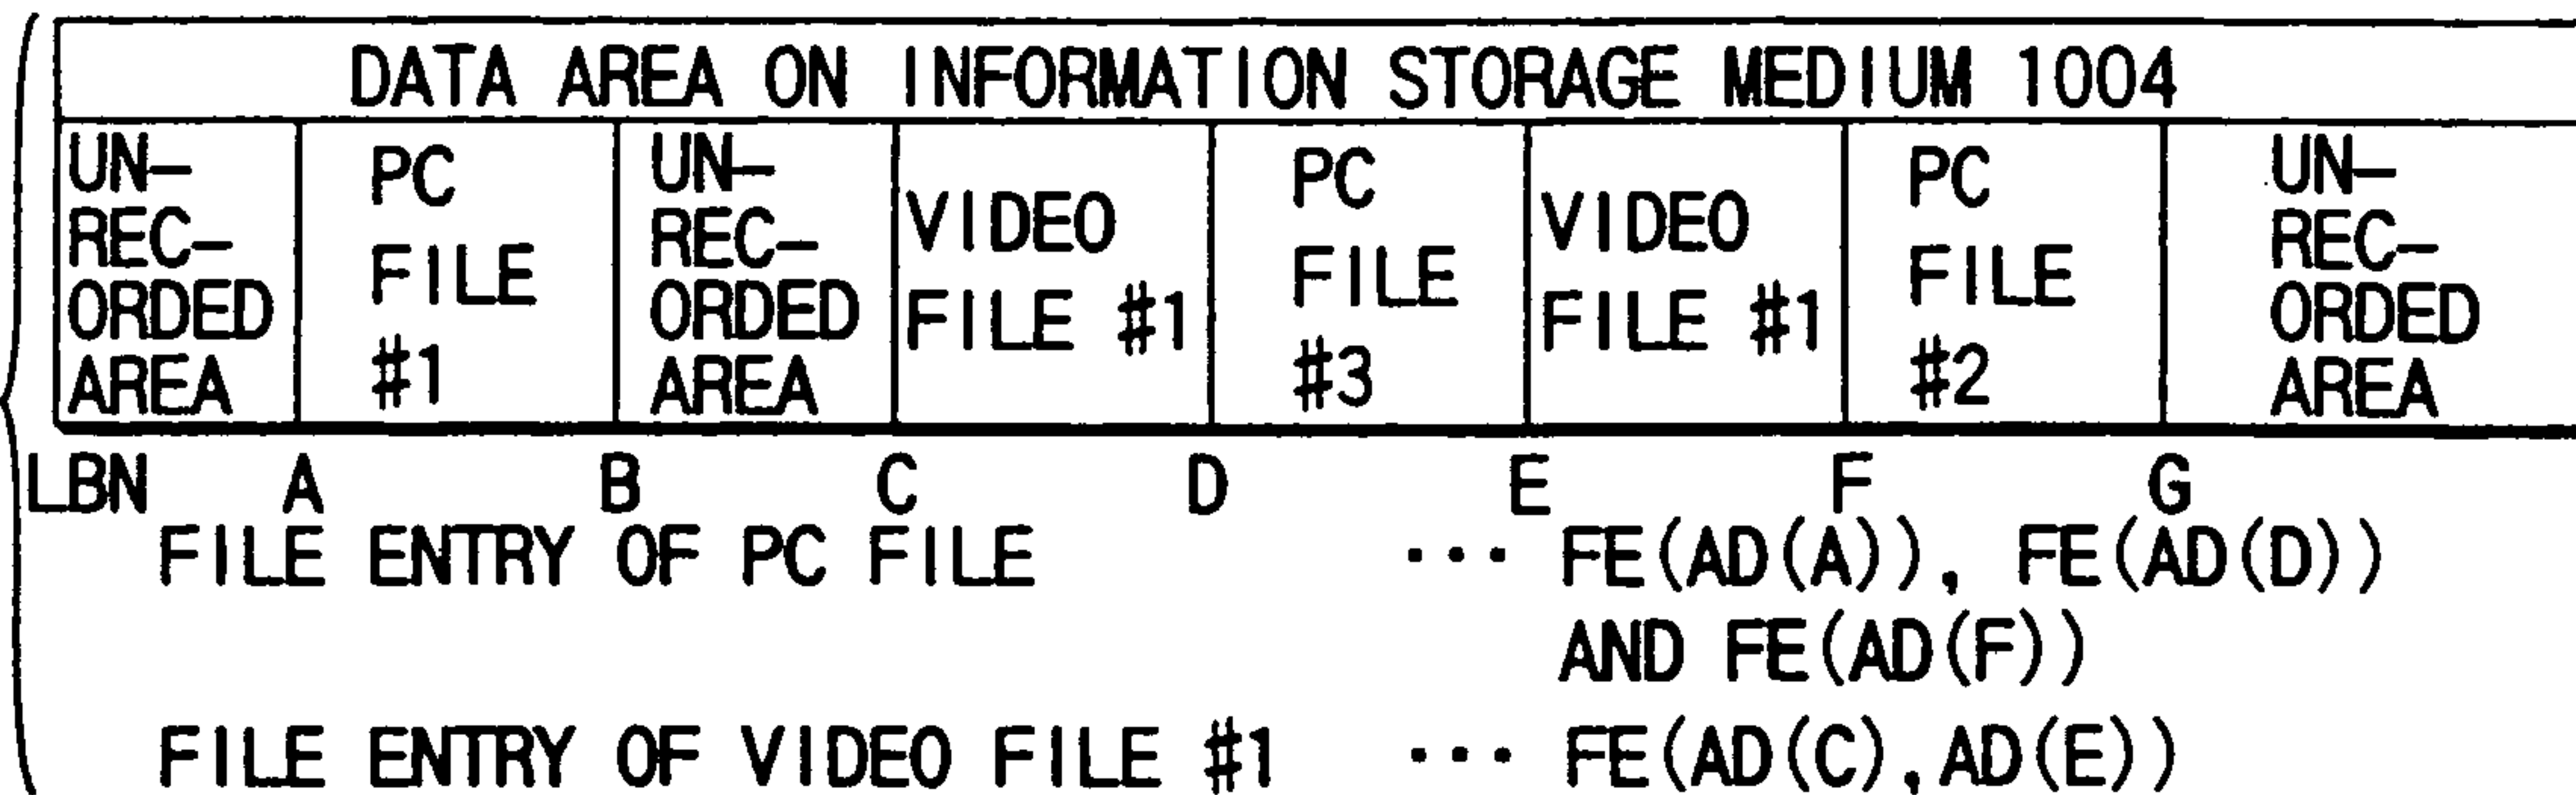 DATA AREA ON INFORMATION STORAGE MEDIUM 1004
UN-
REC-
ORDED
AREA
PC
FILE
#1
UN-
REC-
ORDED
AREA
VIDEO
FILE #1
PC
FILE
#3
VIDEO
FILE #1
PC
FILE
#2
UN-
REC-
ORDED
AREA
LBN A B C D E F G
FILE ENTRY OF PC FILE ··· FE(AD(A)), FE(AD(D))
AND FE(AD(F))
FILE ENTRY OF VIDEO FILE #1 ··· FE(AD(C),AD(E))